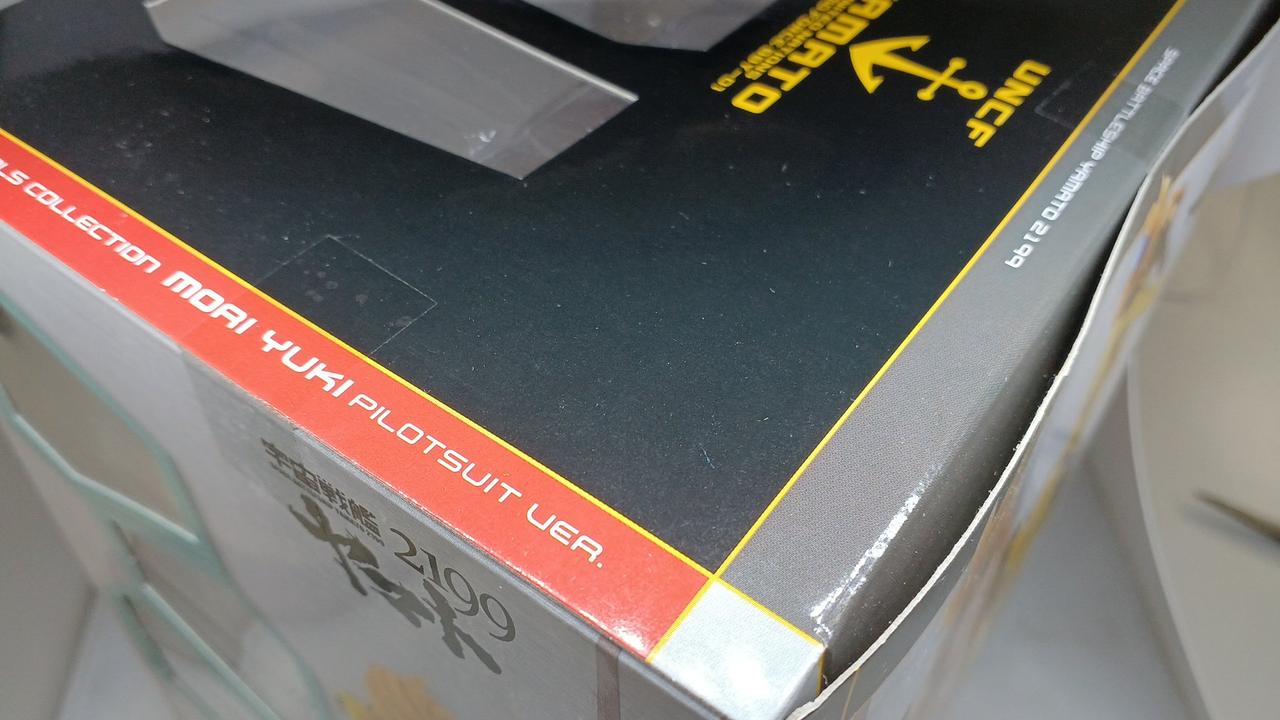 UNCF
YAMATO
SPACE BATTLESHIP YAMATO 2199
LS COLLECTION MORI YUKI PILOTSUIT VER.
宇宙戦艦
ヤマト
2199